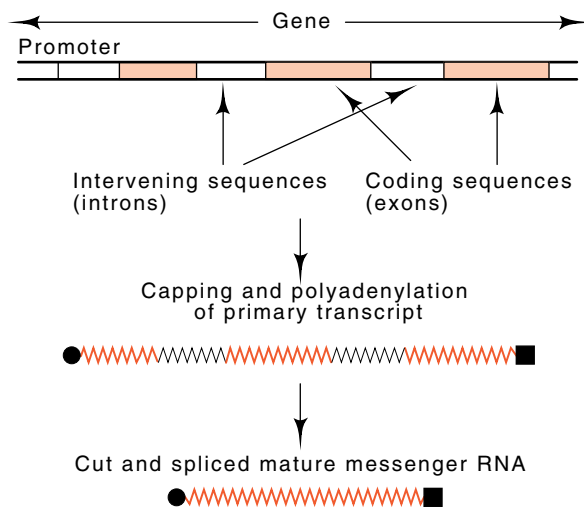 Gene
Promoter
Intervening sequences
(introns)
Coding sequences
(exons)
Capping and polyadenylation
of primary transcript
Cut and spliced mature messenger RNA